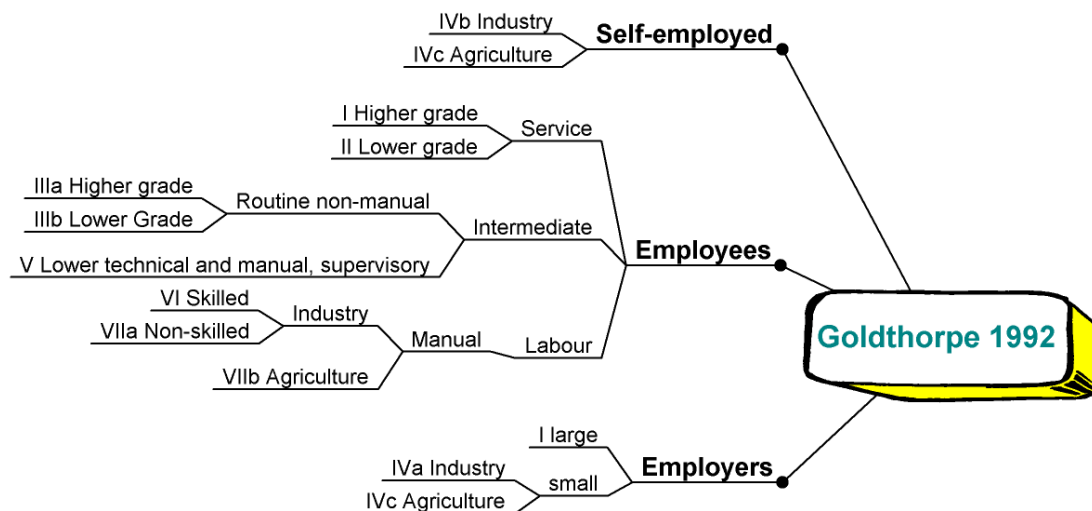 IVb Industry
Self-employed
IVc Agriculture
I Higher grade
Service
II Lower grade
IIIa Higher grade
Routine non-manual
IIIb Lower Grade
Intermediate
V Lower technical and manual, supervisory
Employees
VI Skilled
Industry
VIIa Non-skilled
Manual
Labour
VIIb Agriculture
Goldthorpe 1992
I large
Employers
IVa Industry
small
IVc Agriculture